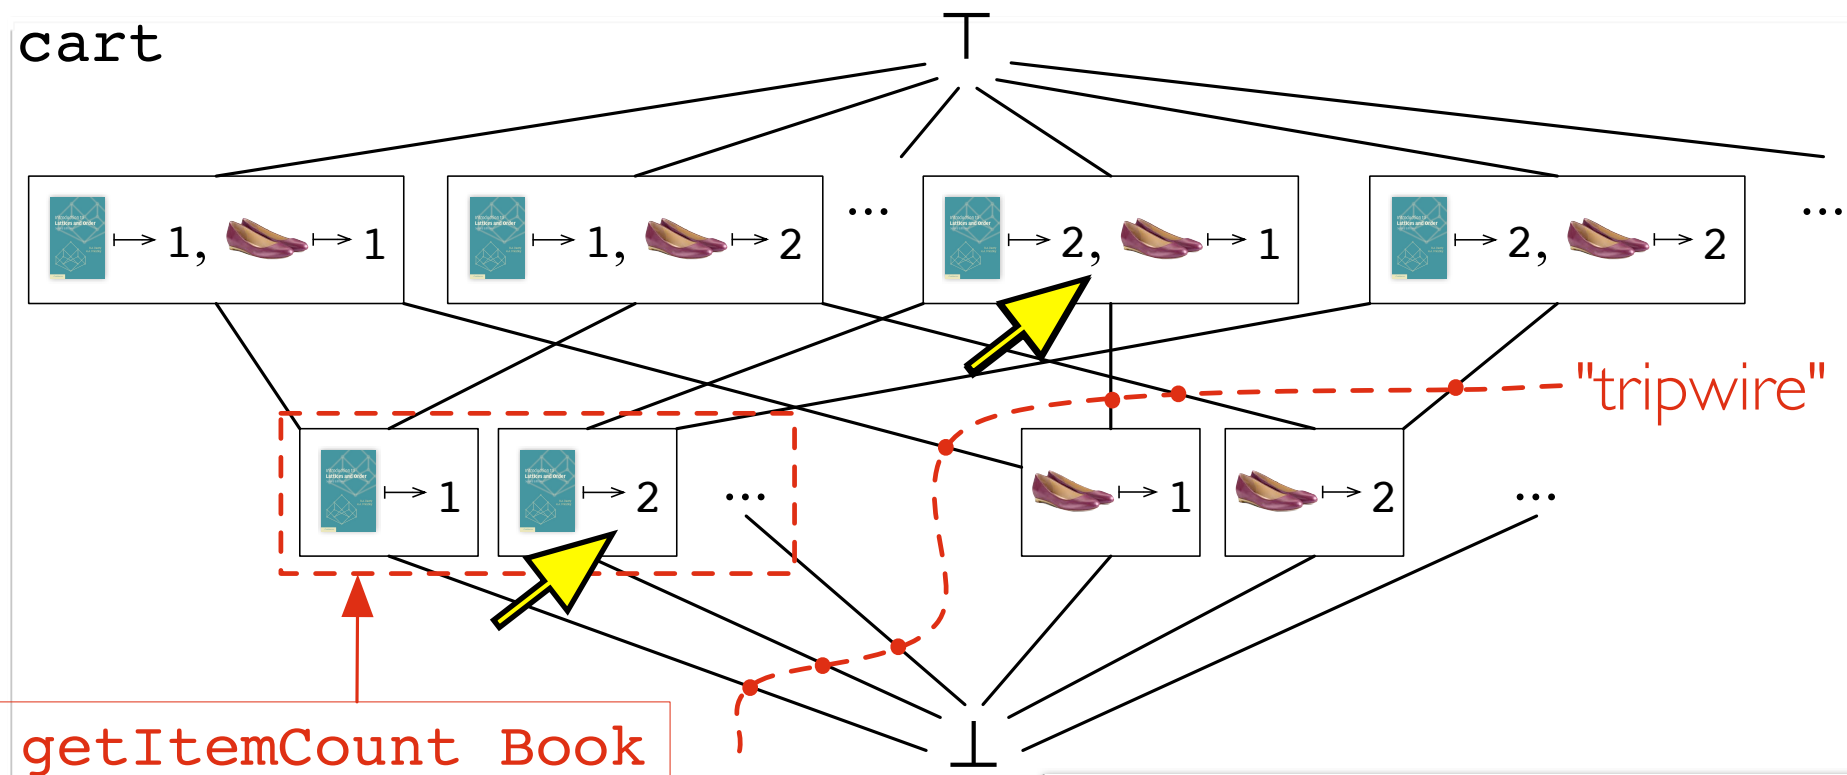 cart
⊤
↦ 1, ↦ 1
↦ 1, ↦ 2
...
↦ 2, ↦ 1
↦ 2, ↦ 2
...
"tripwire"
↦ 1
↦ 2
...
↦ 1
↦ 2
...
getItemCount Book
⊥